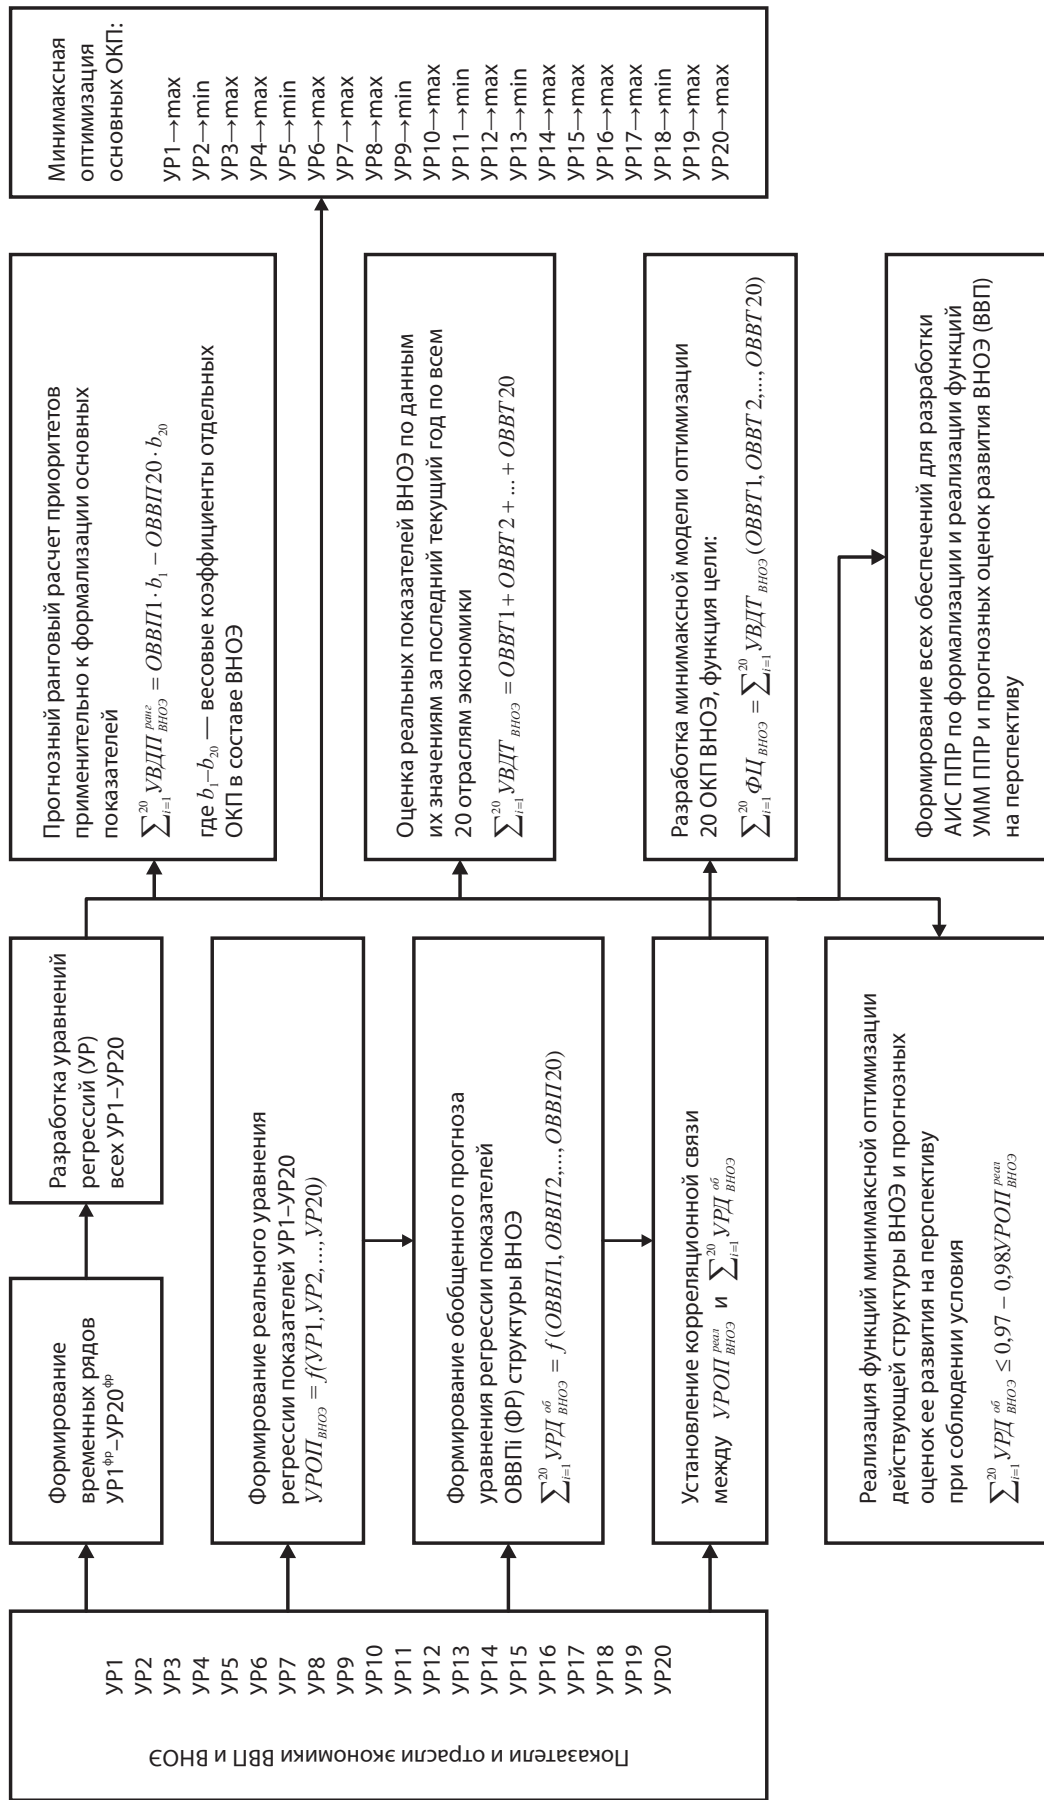 Показатели и отрасли экономики ВВП и ВНОЭ
УР1
УР2
УР3
УР4
УР5
УР6
УР7
УР8
УР9
УР10
УР11
УР12
УР13
УР14
УР15
УР16
УР17
УР18
УР19
УР20
Формирование
временных рядов
УР1ᶲᵖ–УР20ᶲᵖ
Разработка уравнений
регрессий (УР)
всех УР1–УР20
Формирование реального уравнения
регрессии показателей УР1–УР20
УРОП_ВНОЭ = f(УР1, УР2,..., УР20)
Формирование обобщенного прогноза
уравнения регрессии показателей
ОВВПi (ФР) структуры ВНОЭ
∑_{i=1}^{20} УРД_ВНОЭ^об = f(ОВВП1, ОВВП2,..., ОВВП20)
Установление корреляционной связи
между УРОП_ВНОЭ^реал и ∑_{i=1}^{20} УРД_ВНОЭ^об
Реализация функций минимаксной оптимизации
действующей структуры ВНОЭ и прогнозных
оценок ее развития на перспективу
при соблюдении условия
∑_{i=1}^{20} УРД_ВНОЭ^об ≤ 0,97 – 0,98УРОП_ВНОЭ^реал
Прогнозный ранговый расчет приоритетов
применительно к формализации основных
показателей
∑_{i=1}^{20} УВДП_ВНОЭ^ранг = ОВВП1·b_1 – ОВВП20·b_20
где b_1–b_20 — весовые коэффициенты отдельных
ОКП в составе ВНОЭ
Оценка реальных показателей ВНОЭ по данным
их значениям за последний текущий год по всем
20 отраслям экономики
∑_{i=1}^{20} УВДТ_ВНОЭ = ОВВТ1 + ОВВТ2 + ... + ОВВТ20
Разработка минимаксной модели оптимизации
20 ОКП ВНОЭ, функция цели:
∑_{i=1}^{20} ФЦ_ВНОЭ = ∑_{i=1}^{20} УВДТ_ВНОЭ (ОВВТ1, ОВВТ2,..., ОВВТ20)
Формирование всех обеспечений для разработки
АИС ППР по формализации и реализации функций
УММ ППР и прогнозных оценок развития ВНОЭ (ВВП)
на перспективу
Минимаксная
оптимизация
основных ОКП:
УР1→max
УР2→min
УР3→max
УР4→max
УР5→min
УР6→max
УР7→max
УР8→max
УР9→min
УР10→max
УР11→min
УР12→max
УР13→min
УР14→max
УР15→max
УР16→max
УР17→max
УР18→min
УР19→max
УР20→max